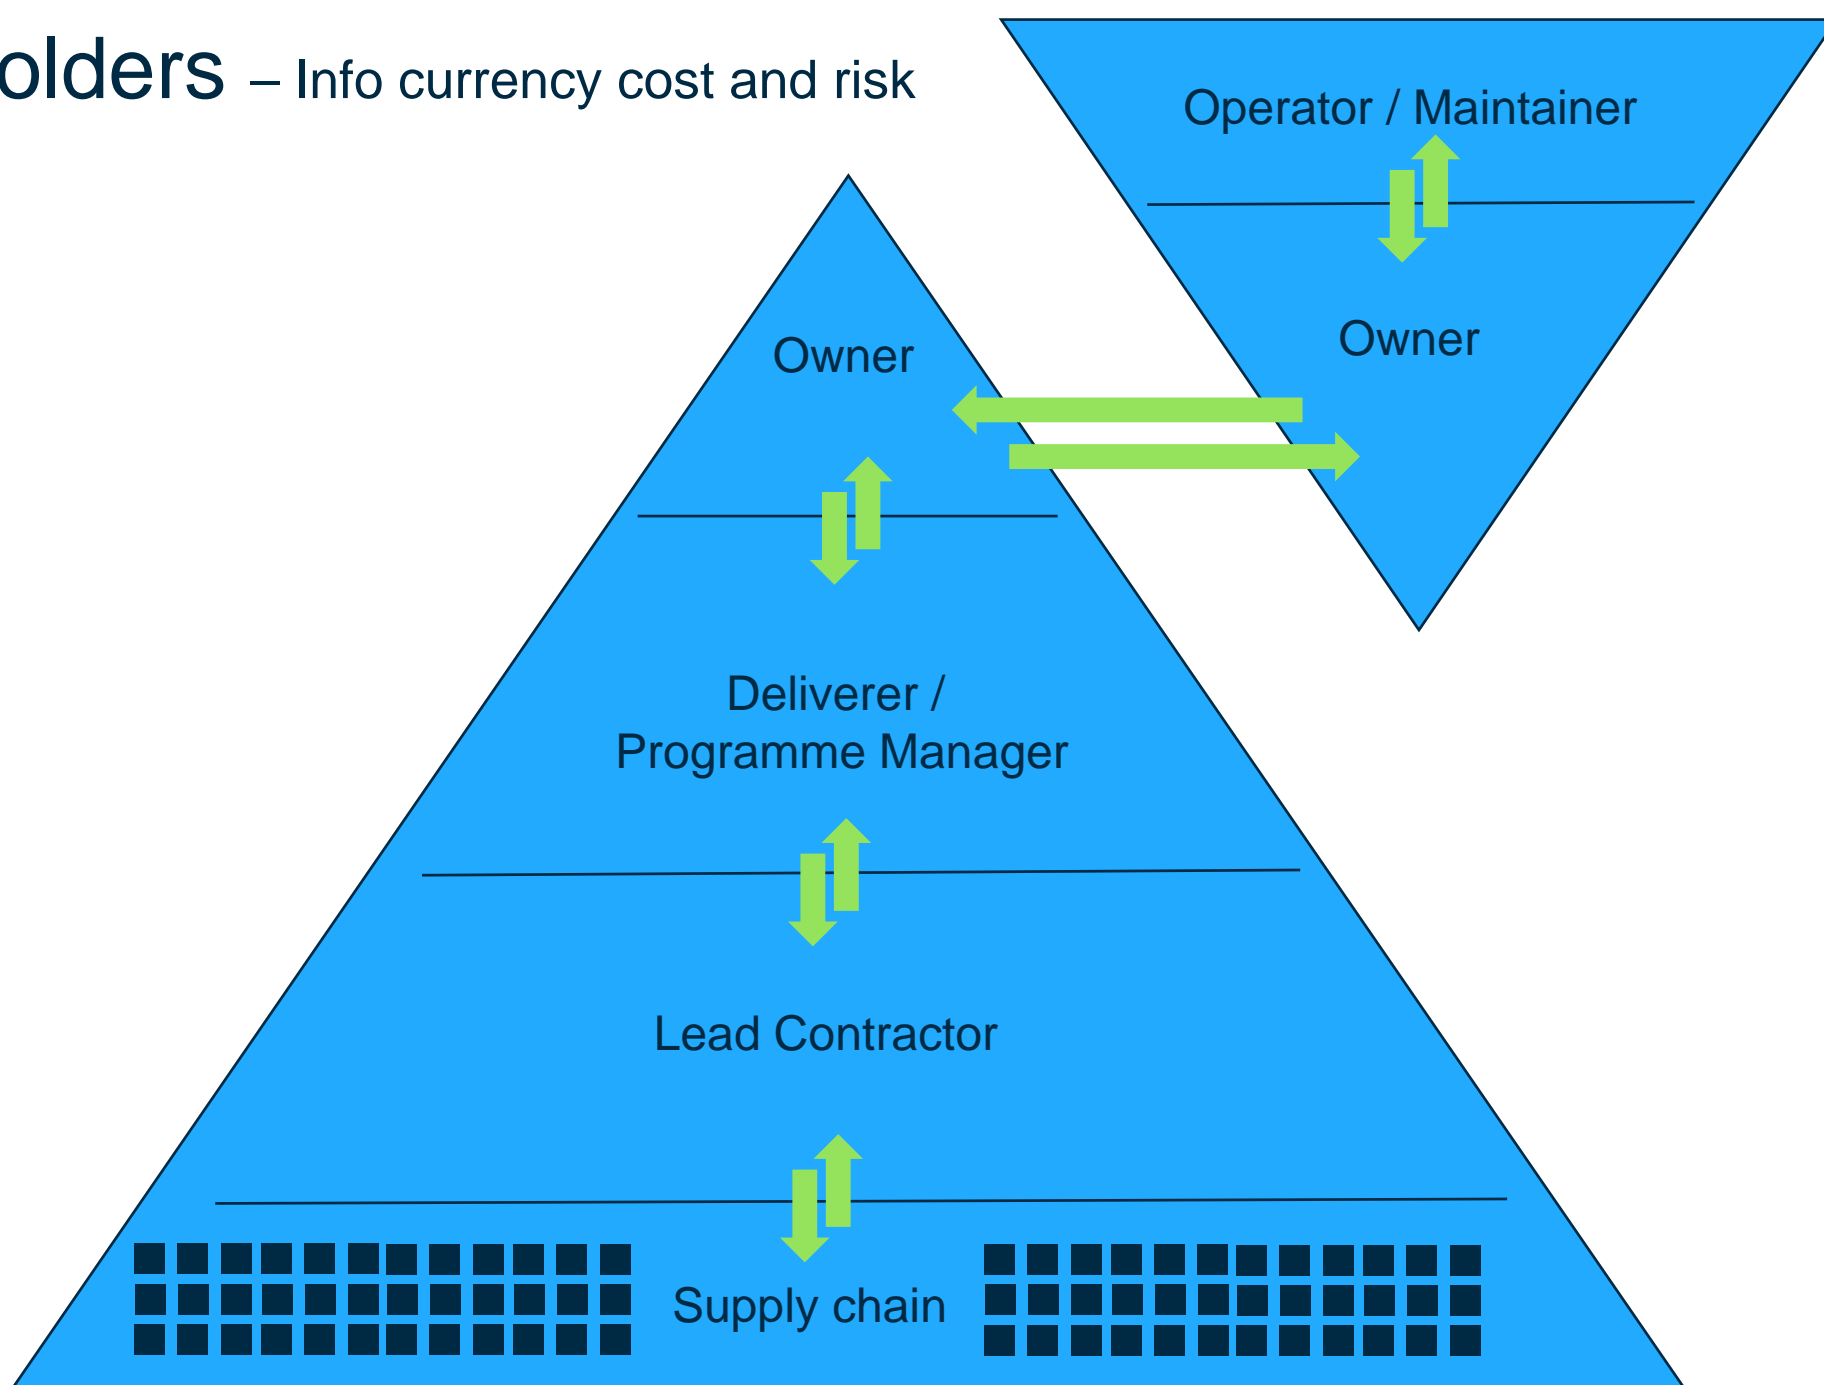 olders – Info currency cost and risk
Operator / Maintainer
Owner
Owner
Deliverer /
Programme Manager
Lead Contractor
Supply chain